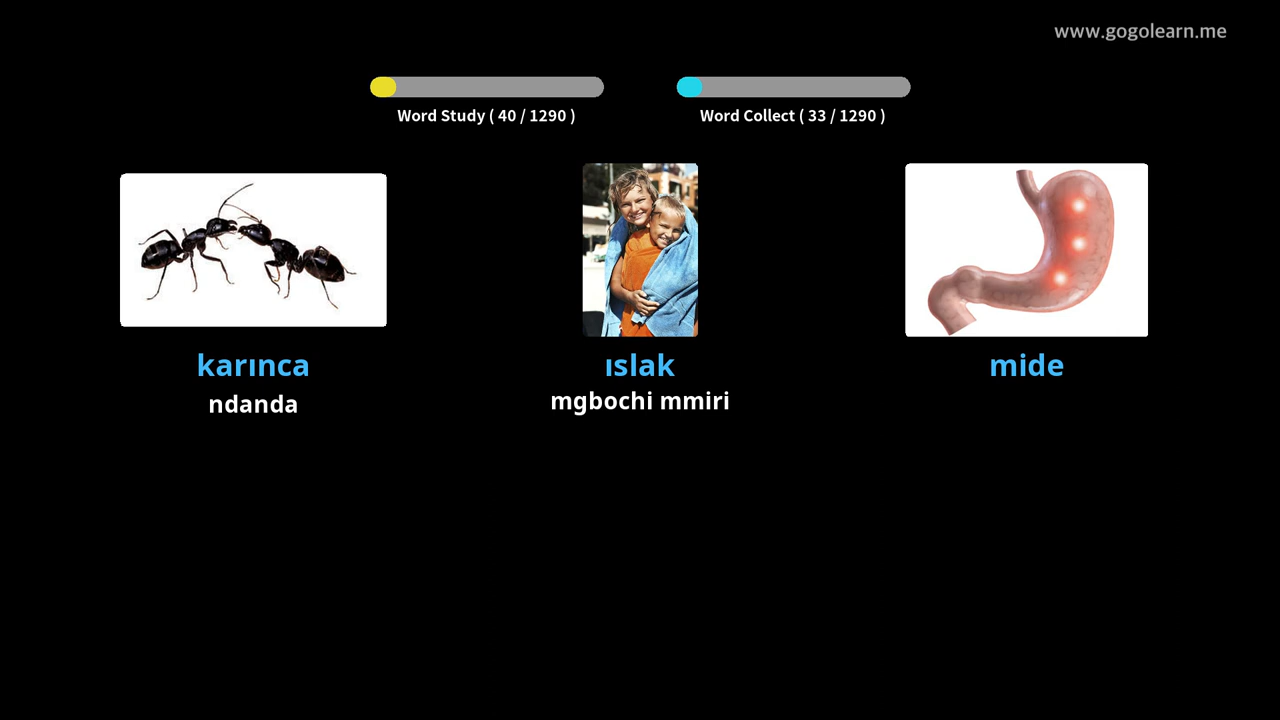 www.gogolearn.me
Word Study ( 40 / 1290 )
Word Collect ( 33 / 1290 )
karınca
ıslak
mide
ndanda
mgbochi mmiri